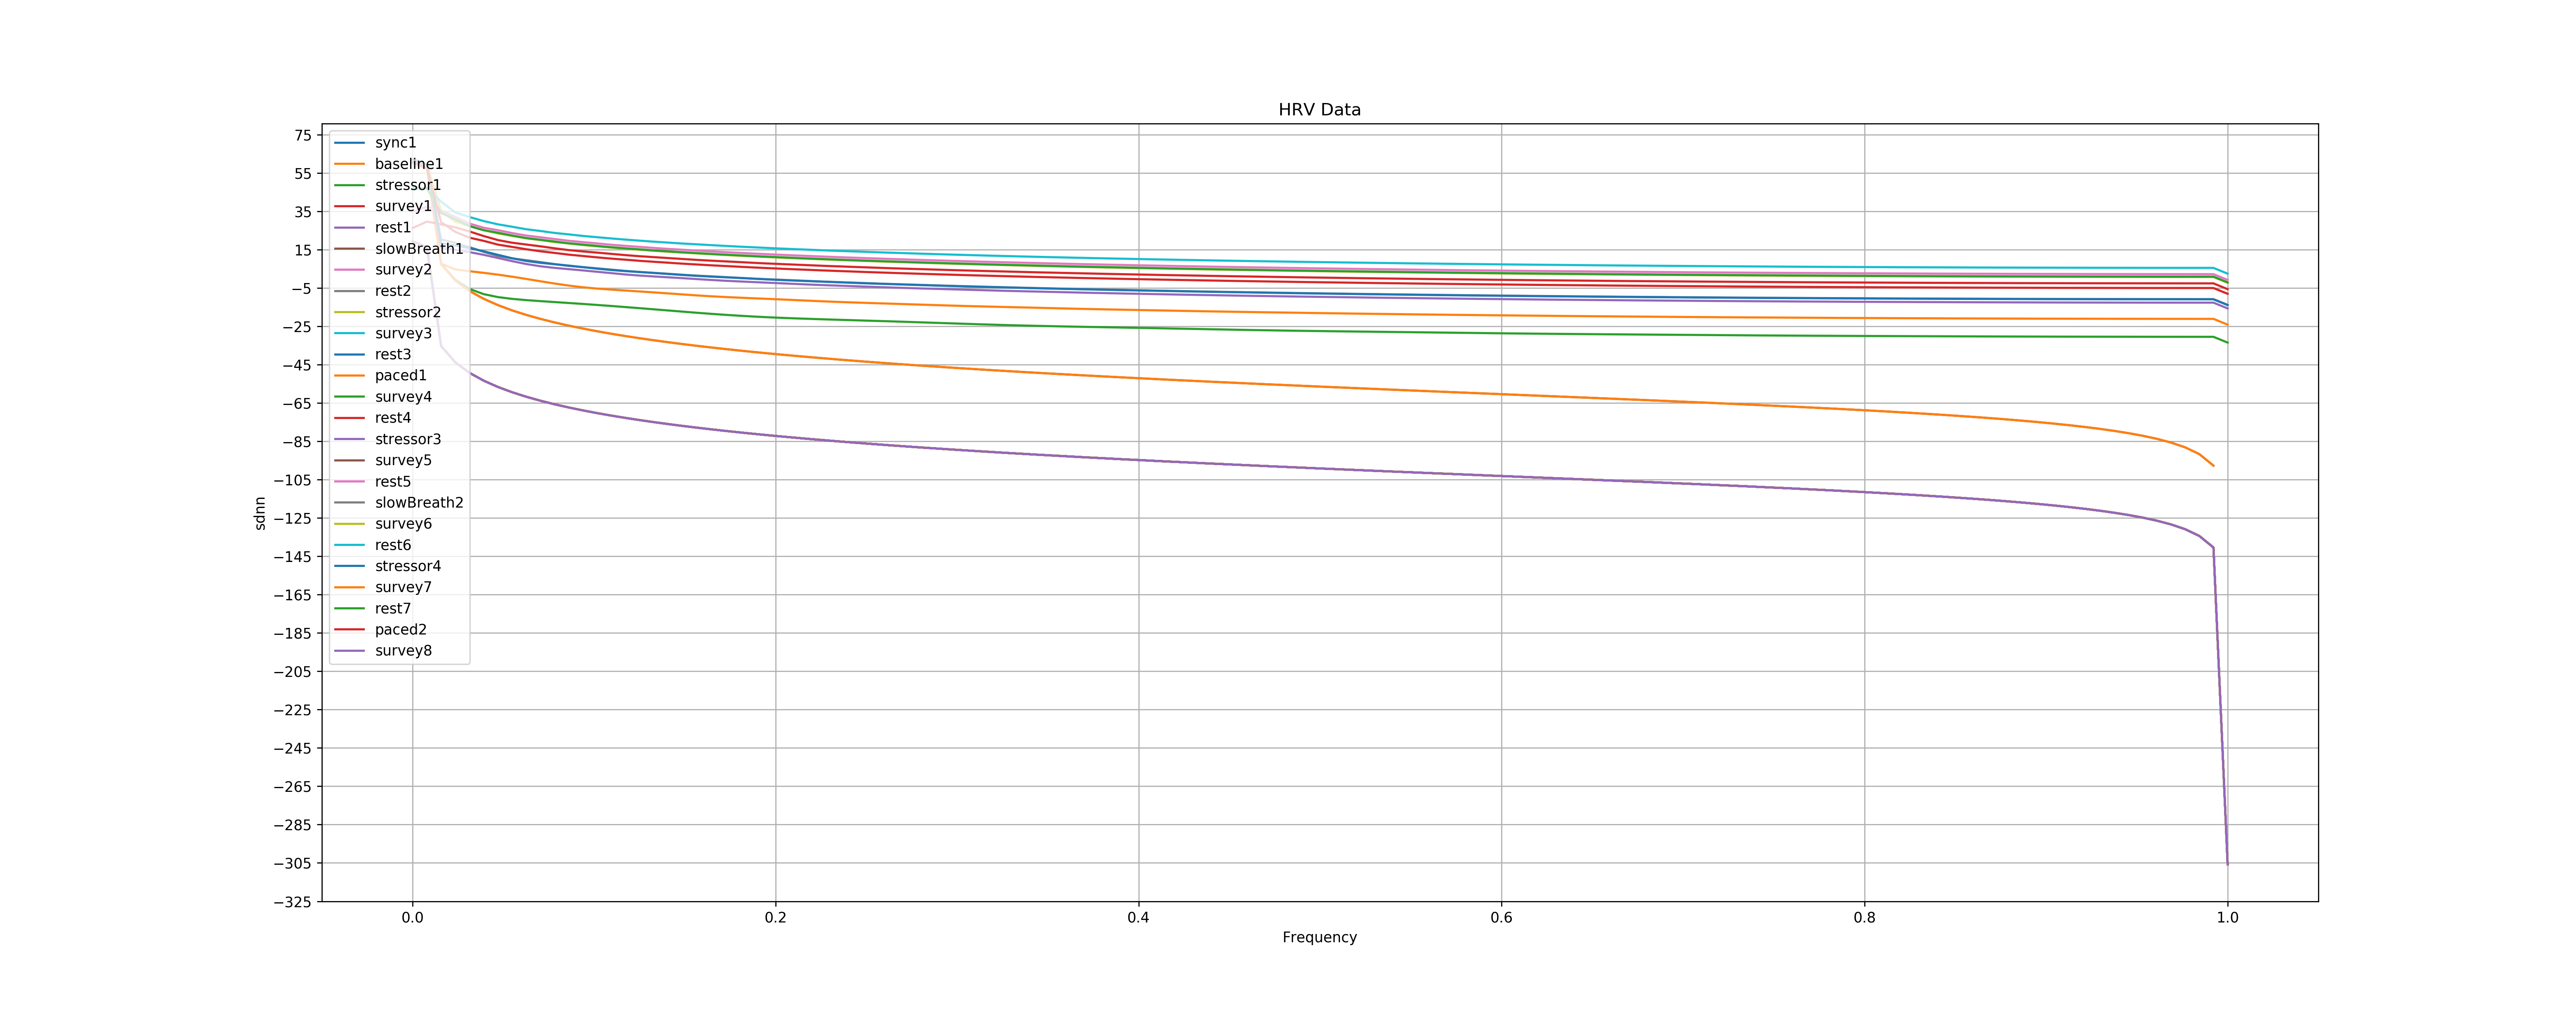 HRV Data
sdnn
75
55
35
15
−5
−25
−45
−65
−85
−105
−125
−145
−165
−185
−205
−225
−245
−265
−285
−305
−325
sync1
baseline1
stressor1
survey1
rest1
slowBreath1
survey2
rest2
stressor2
survey3
rest3
paced1
survey4
rest4
stressor3
survey5
rest5
slowBreath2
survey6
rest6
stressor4
survey7
rest7
paced2
survey8
0.0 0.2 0.4 0.6 0.8 1.0
Frequency